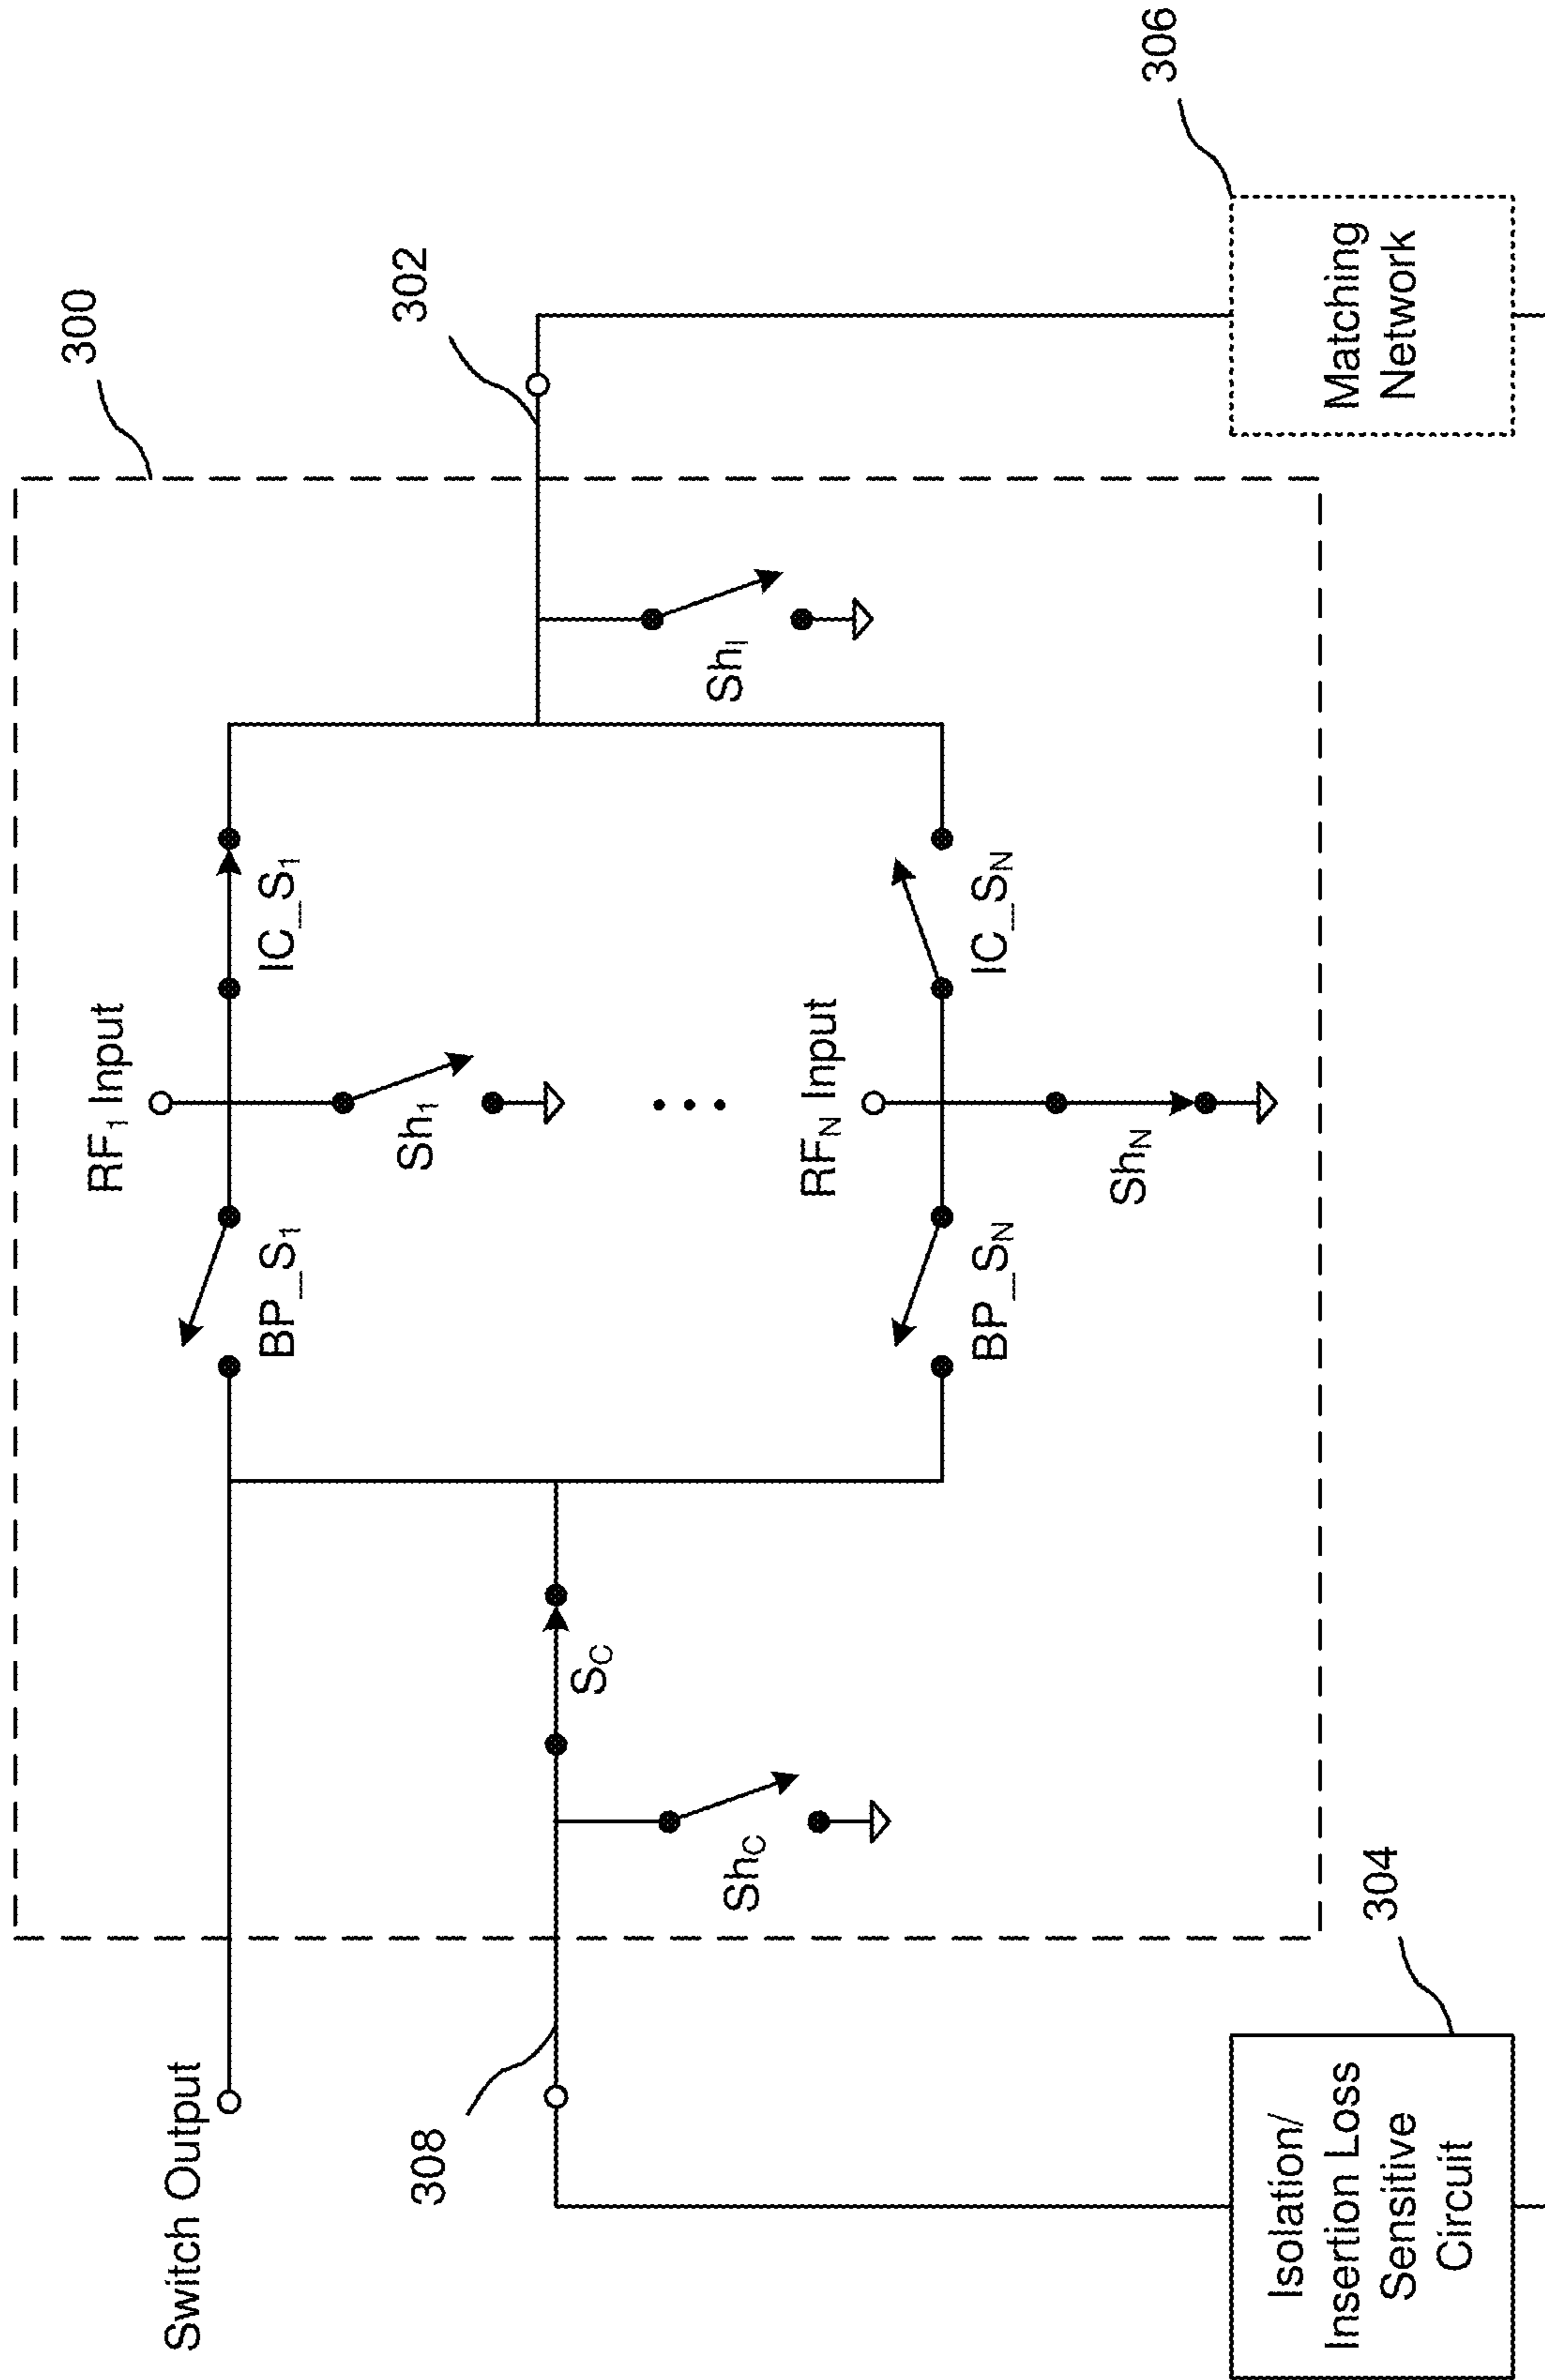 300
302
306
RF₁ Input
BP_S₁
IC_S₁
Sh₁
Sh_I
. . .
RF_N Input
BP_S_N
IC_S_N
Sh_N
Switch Output
308
S_C
Sh_C
304
Isolation/
Insertion Loss
Sensitive
Circuit
Matching
Network